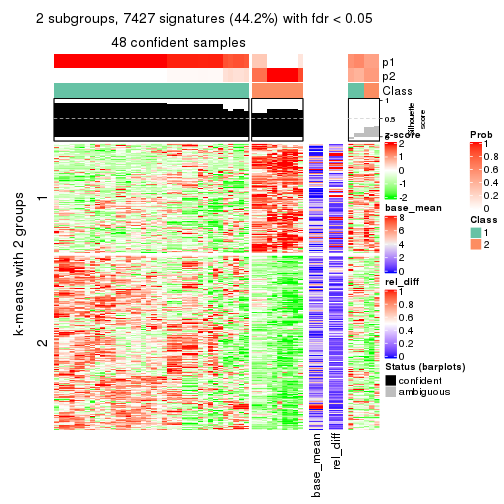 2 subgroups, 7427 signatures (44.2%) with fdr < 0.05
48 confident samples
p1
p2
Class
1
0.5
0
Silhouette score
k-means with 2 groups
1
2
base_mean
rel_diff
z-score
2
1
0
-1
-2
base_mean
8
6
4
2
0
rel_diff
1
0.8
0.6
0.4
0.2
0
Status (barplots)
confident
ambiguous
Prob
1
0.8
0.6
0.4
0.2
0
Class
1
2